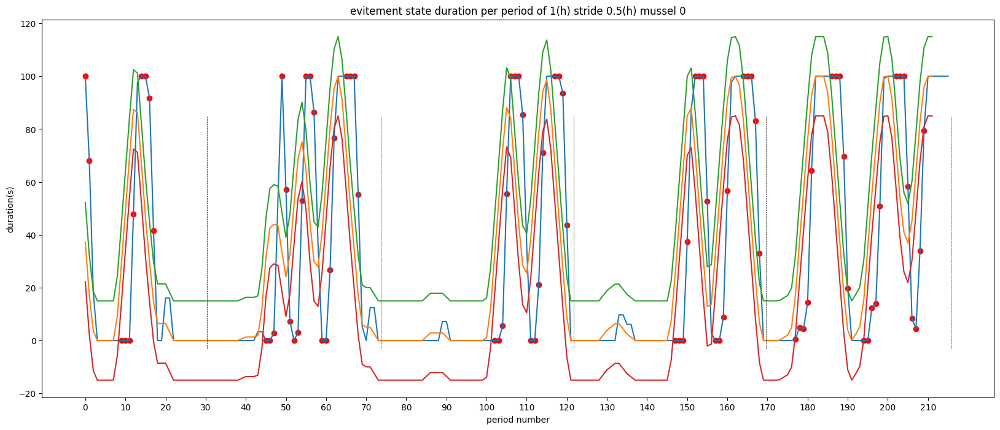 evitement state duration per period of 1(h) stride 0.5(h) mussel 0
120
100
80
60
40
20
0
−20
duration(s)
0 10 20 30 40 50 60 70 80 90 100 110 120 130 140 150 160 170 180 190 200 210
period number